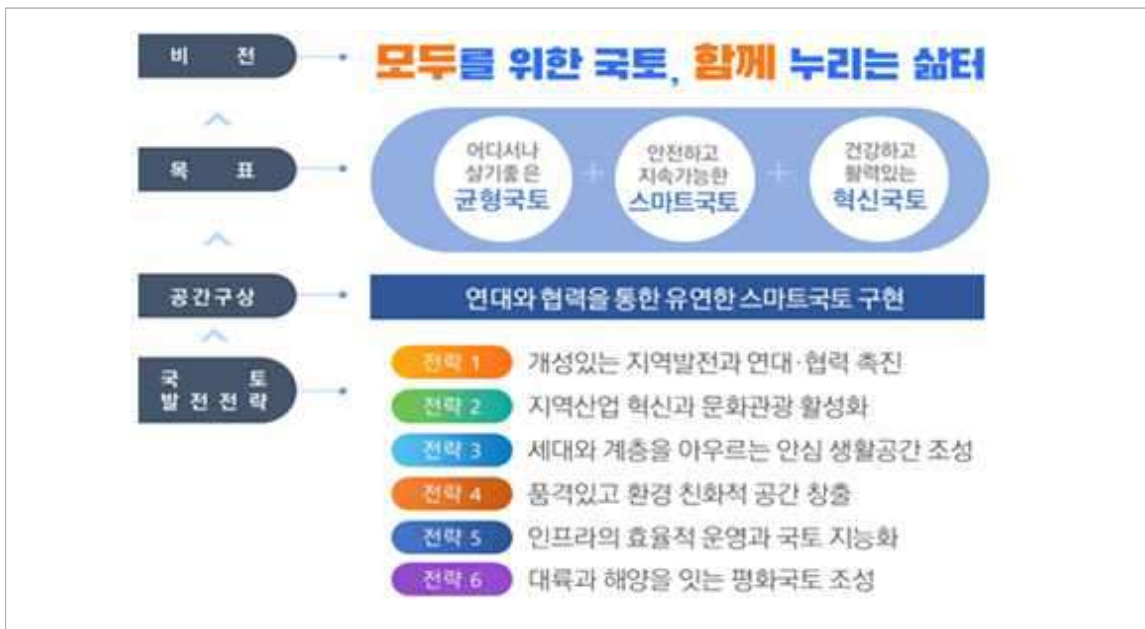 비 전
모두를 위한 국토, 함께 누리는 삶터
목 표
어디서나
살기좋은
균형국토
+
안전하고
지속가능한
스마트국토
+
건강하고
활력있는
혁신국토
공간구상
연대와 협력을 통한 유연한 스마트국토 구현
국 토
발전전략
전략 1 개성있는 지역발전과 연대·협력 촉진
전략 2 지역산업 혁신과 문화관광 활성화
전략 3 세대와 계층을 아우르는 안심 생활공간 조성
전략 4 품격있고 환경 친화적 공간 창출
전략 5 인프라의 효율적 운영과 국토 지능화
전략 6 대륙과 해양을 잇는 평화국토 조성